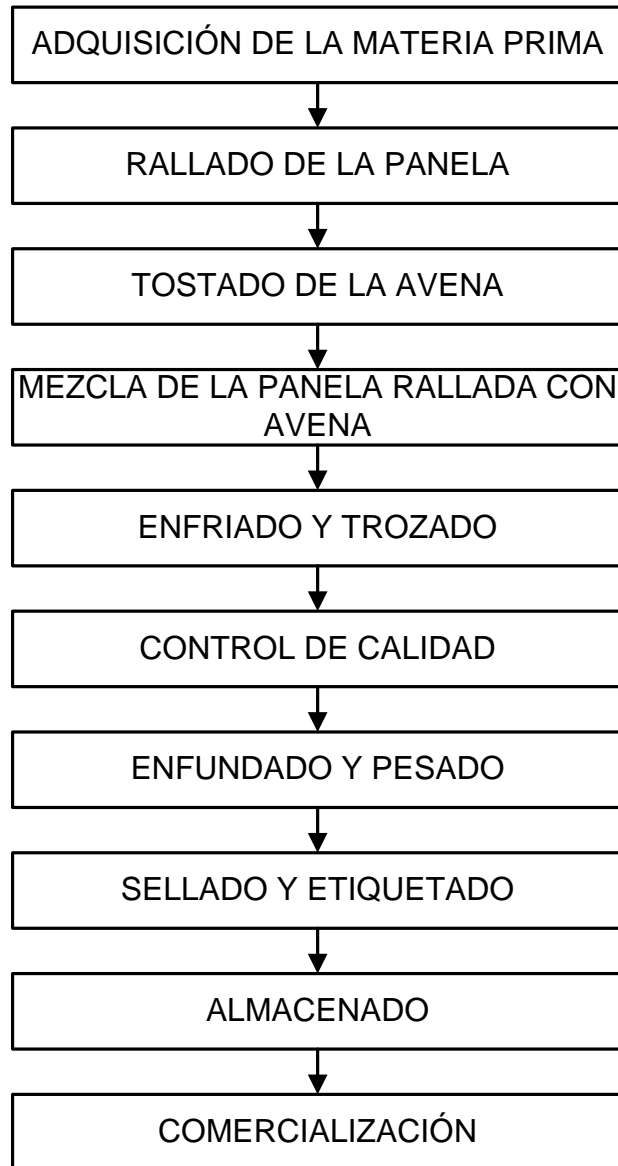 ADQUISICIÓN DE LA MATERIA PRIMA
RALLADO DE LA PANELA
TOSTADO DE LA AVENA
MEZCLA DE LA PANELA RALLADA CON
AVENA
ENFRIADO Y TROZADO
CONTROL DE CALIDAD
ENFUNDADO Y PESADO
SELLADO Y ETIQUETADO
ALMACENADO
COMERCIALIZACIÓN